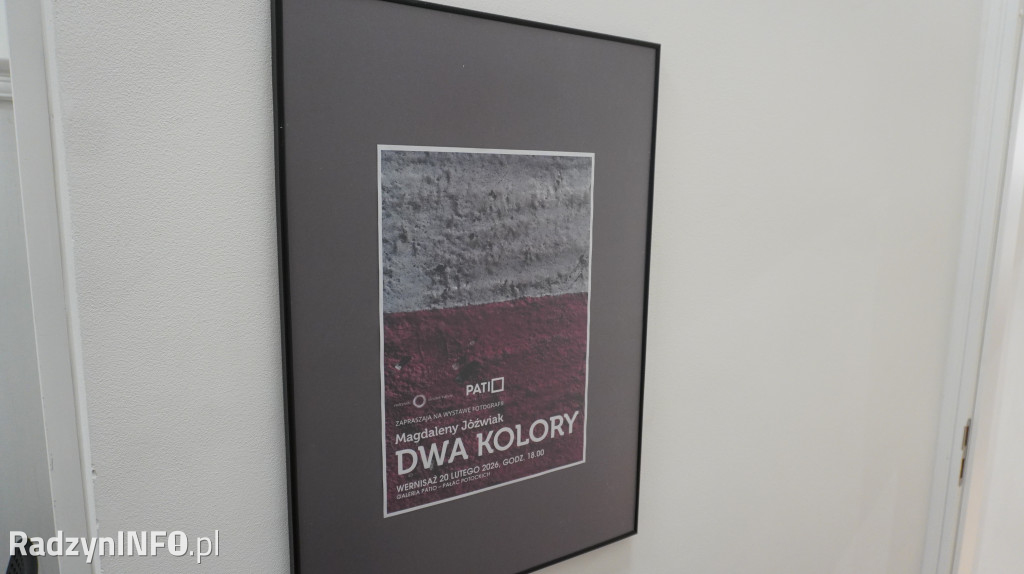 PATIO
ZAPRASZAJĄ NA WYSTAWĘ FOTOGRAFII
Magdaleny Jóźwiak
DWA KOLORY
WERNISAŻ 20 LUTEGO 2026, GODZ. 18.00
GALERIA PATIO – PAŁAC POTOCKICH
RadzynINFO.pl